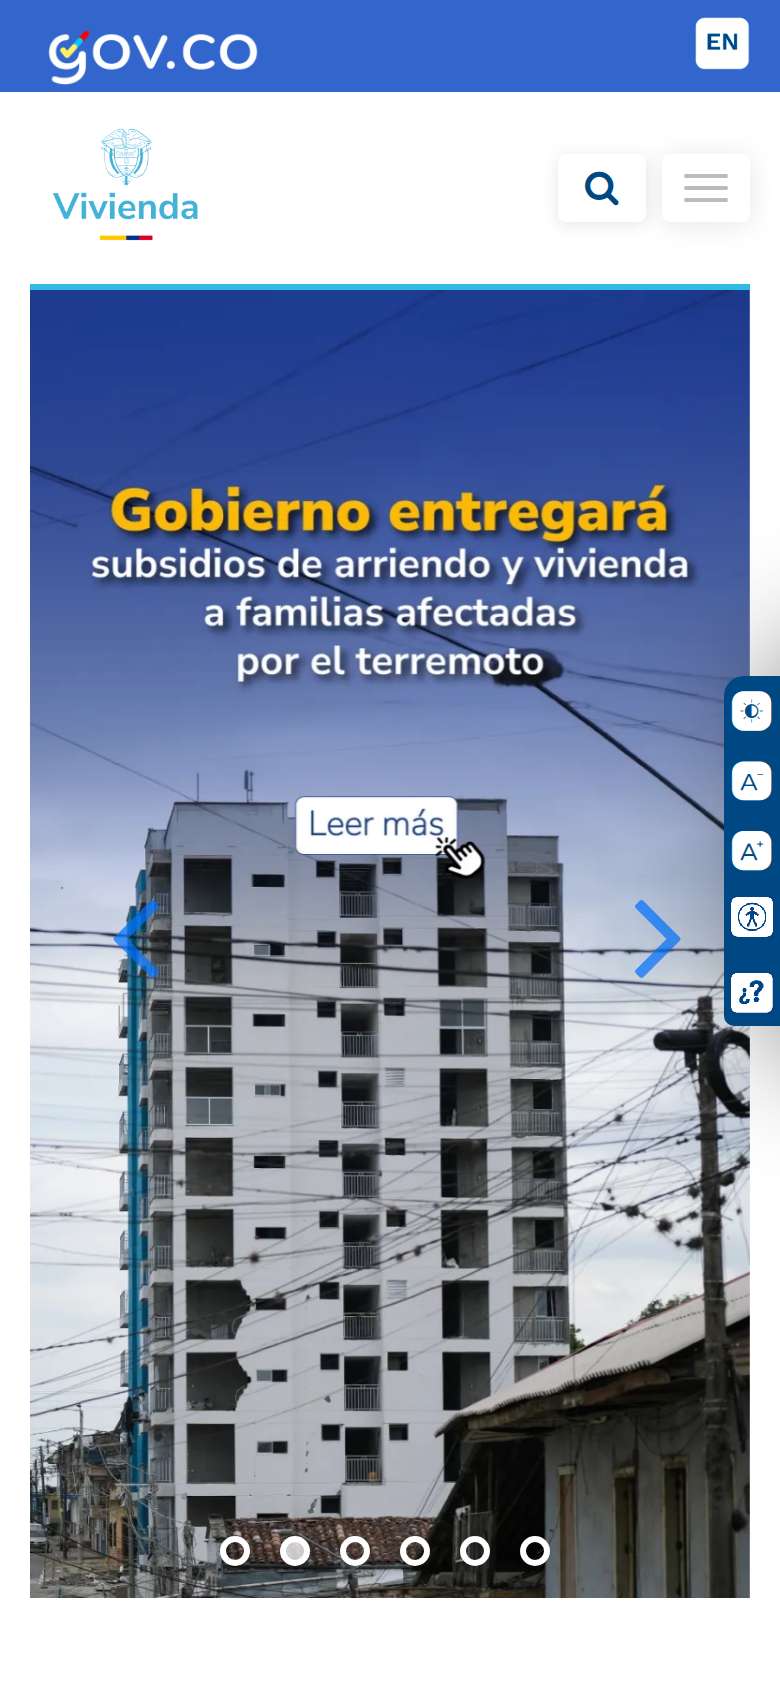 GOV.CO
EN
Vivienda
Gobierno entregará
subsidios de arriendo y vivienda
a familias afectadas
por el terremoto
Leer más
A-
A+
¿?